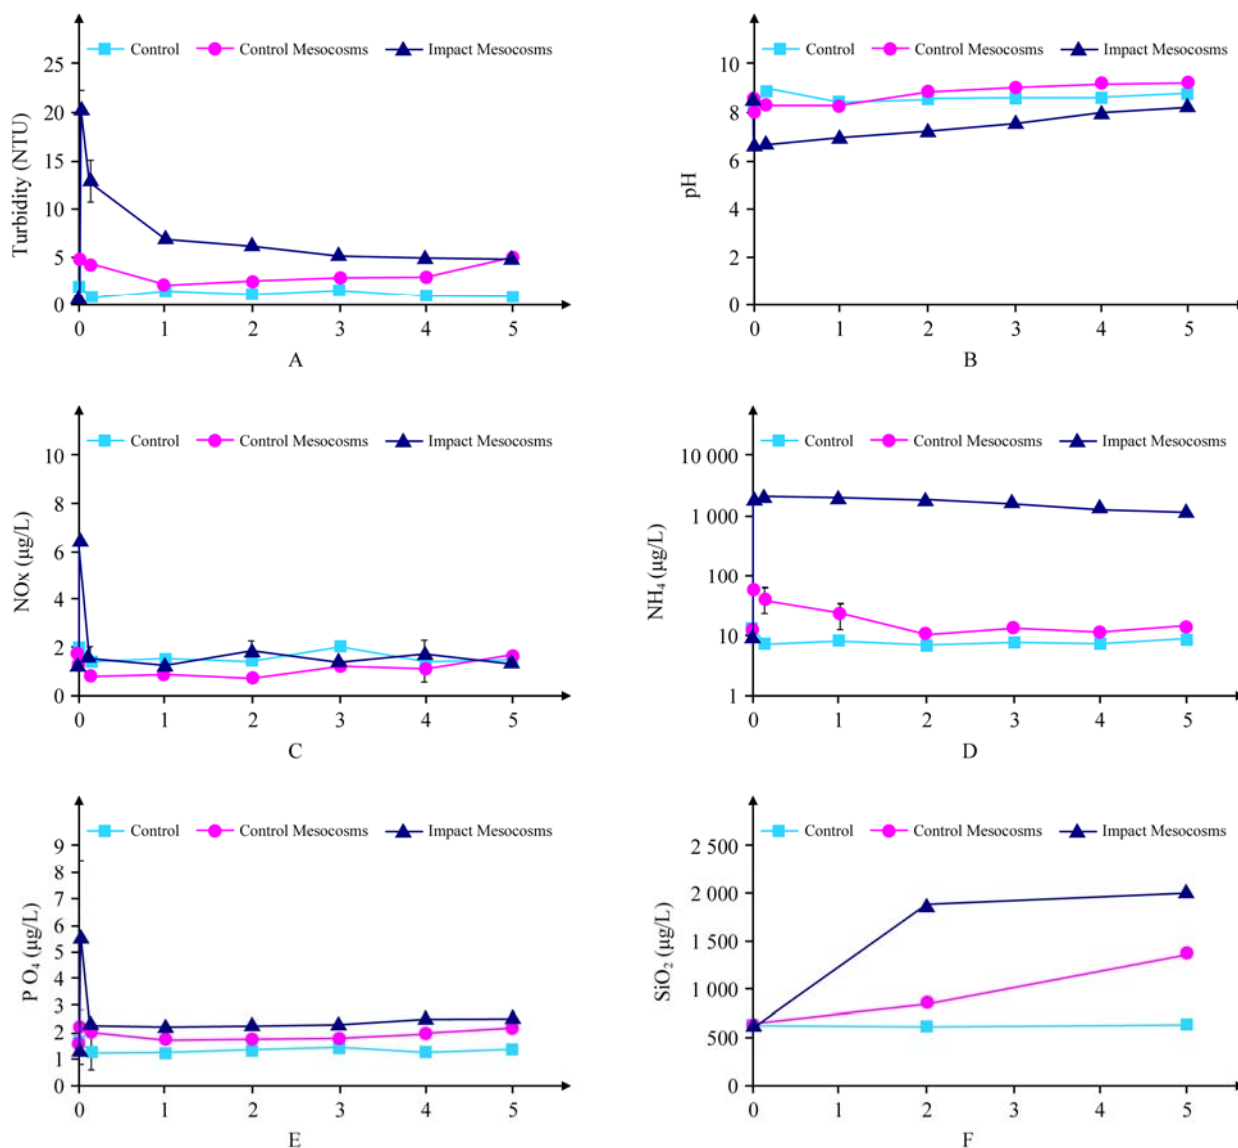 Control Control Mesocosms Impact Mesocosms
25
20
15
10
5
0
Turbidity (NTU)
0 1 2 3 4 5
A
Control Control Mesocosms Impact Mesocosms
10
8
6
4
2
0
pH
0 1 2 3 4 5
B
Control Control Mesocosms Impact Mesocosms
10
8
6
4
2
0
NOx (µg/L)
0 1 2 3 4 5
C
Control Control Mesocosms Impact Mesocosms
10 000
1 000
100
10
1
NH₄ (µg/L)
0 1 2 3 4 5
D
Control Control Mesocosms Impact Mesocosms
9
8
7
6
5
4
3
2
1
0
P O₄ (µg/L)
0 1 2 3 4 5
E
Control Control Mesocosms Impact Mesocosms
2 500
2 000
1 500
1 000
500
0
SiO₂ (µg/L)
0 1 2 3 4 5
F